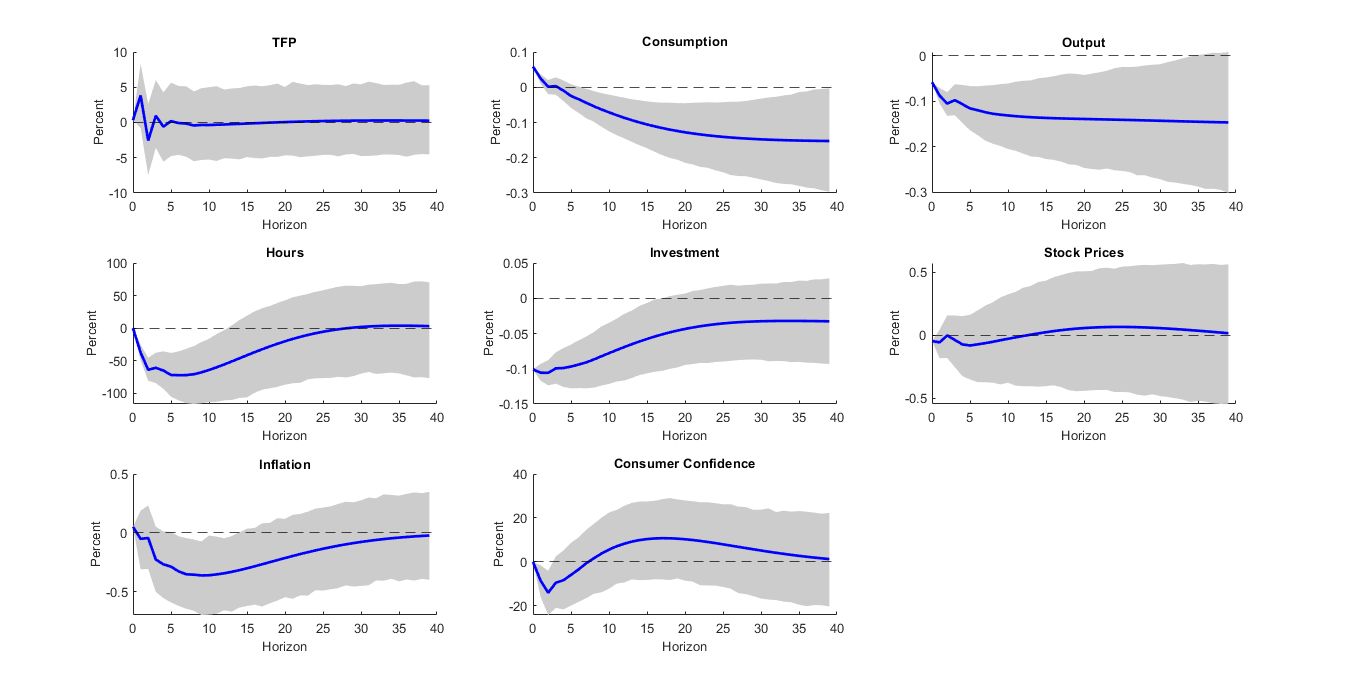 TFP
10
5
0
-5
-10
Percent
0 5 10 15 20 25 30 35 40
Horizon
Consumption
0.1
0
-0.1
-0.2
-0.3
Percent
0 5 10 15 20 25 30 35 40
Horizon
Output
0
-0.1
-0.2
-0.3
Percent
0 5 10 15 20 25 30 35 40
Horizon
Hours
100
50
0
-50
-100
Percent
0 5 10 15 20 25 30 35 40
Horizon
Investment
0.05
0
-0.05
-0.1
-0.15
Percent
0 5 10 15 20 25 30 35 40
Horizon
Stock Prices
0.5
0
-0.5
Percent
0 5 10 15 20 25 30 35 40
Horizon
Inflation
0.5
0
-0.5
Percent
0 5 10 15 20 25 30 35 40
Horizon
Consumer Confidence
40
20
0
-20
Percent
0 5 10 15 20 25 30 35 40
Horizon